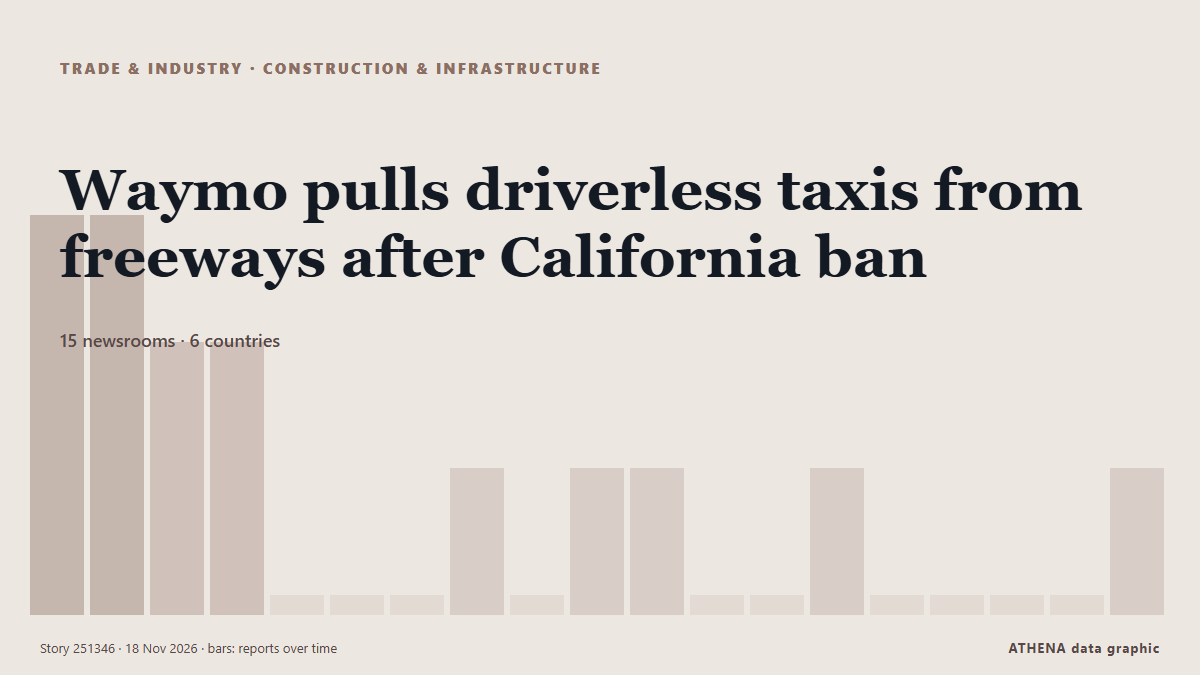 TRADE & INDUSTRY · CONSTRUCTION & INFRASTRUCTURE
Waymo pulls driverless taxis from
freeways after California ban
15 newsrooms · 6 countries
Story 251346 · 18 Nov 2026 · bars: reports over time
ATHENA data graphic